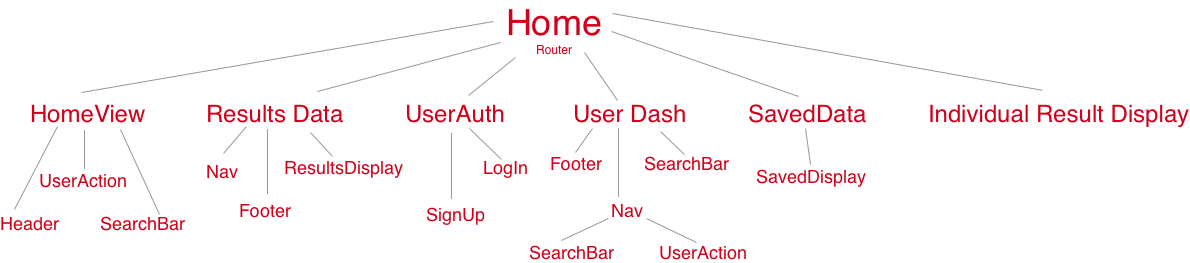 Home
Router
HomeView
Results Data
UserAuth
User Dash
SavedData
Individual Result Display
UserAction
Header
SearchBar
Nav
Footer
ResultsDisplay
SignUp
LogIn
Footer
Nav
SearchBar
SearchBar
UserAction
SavedDisplay